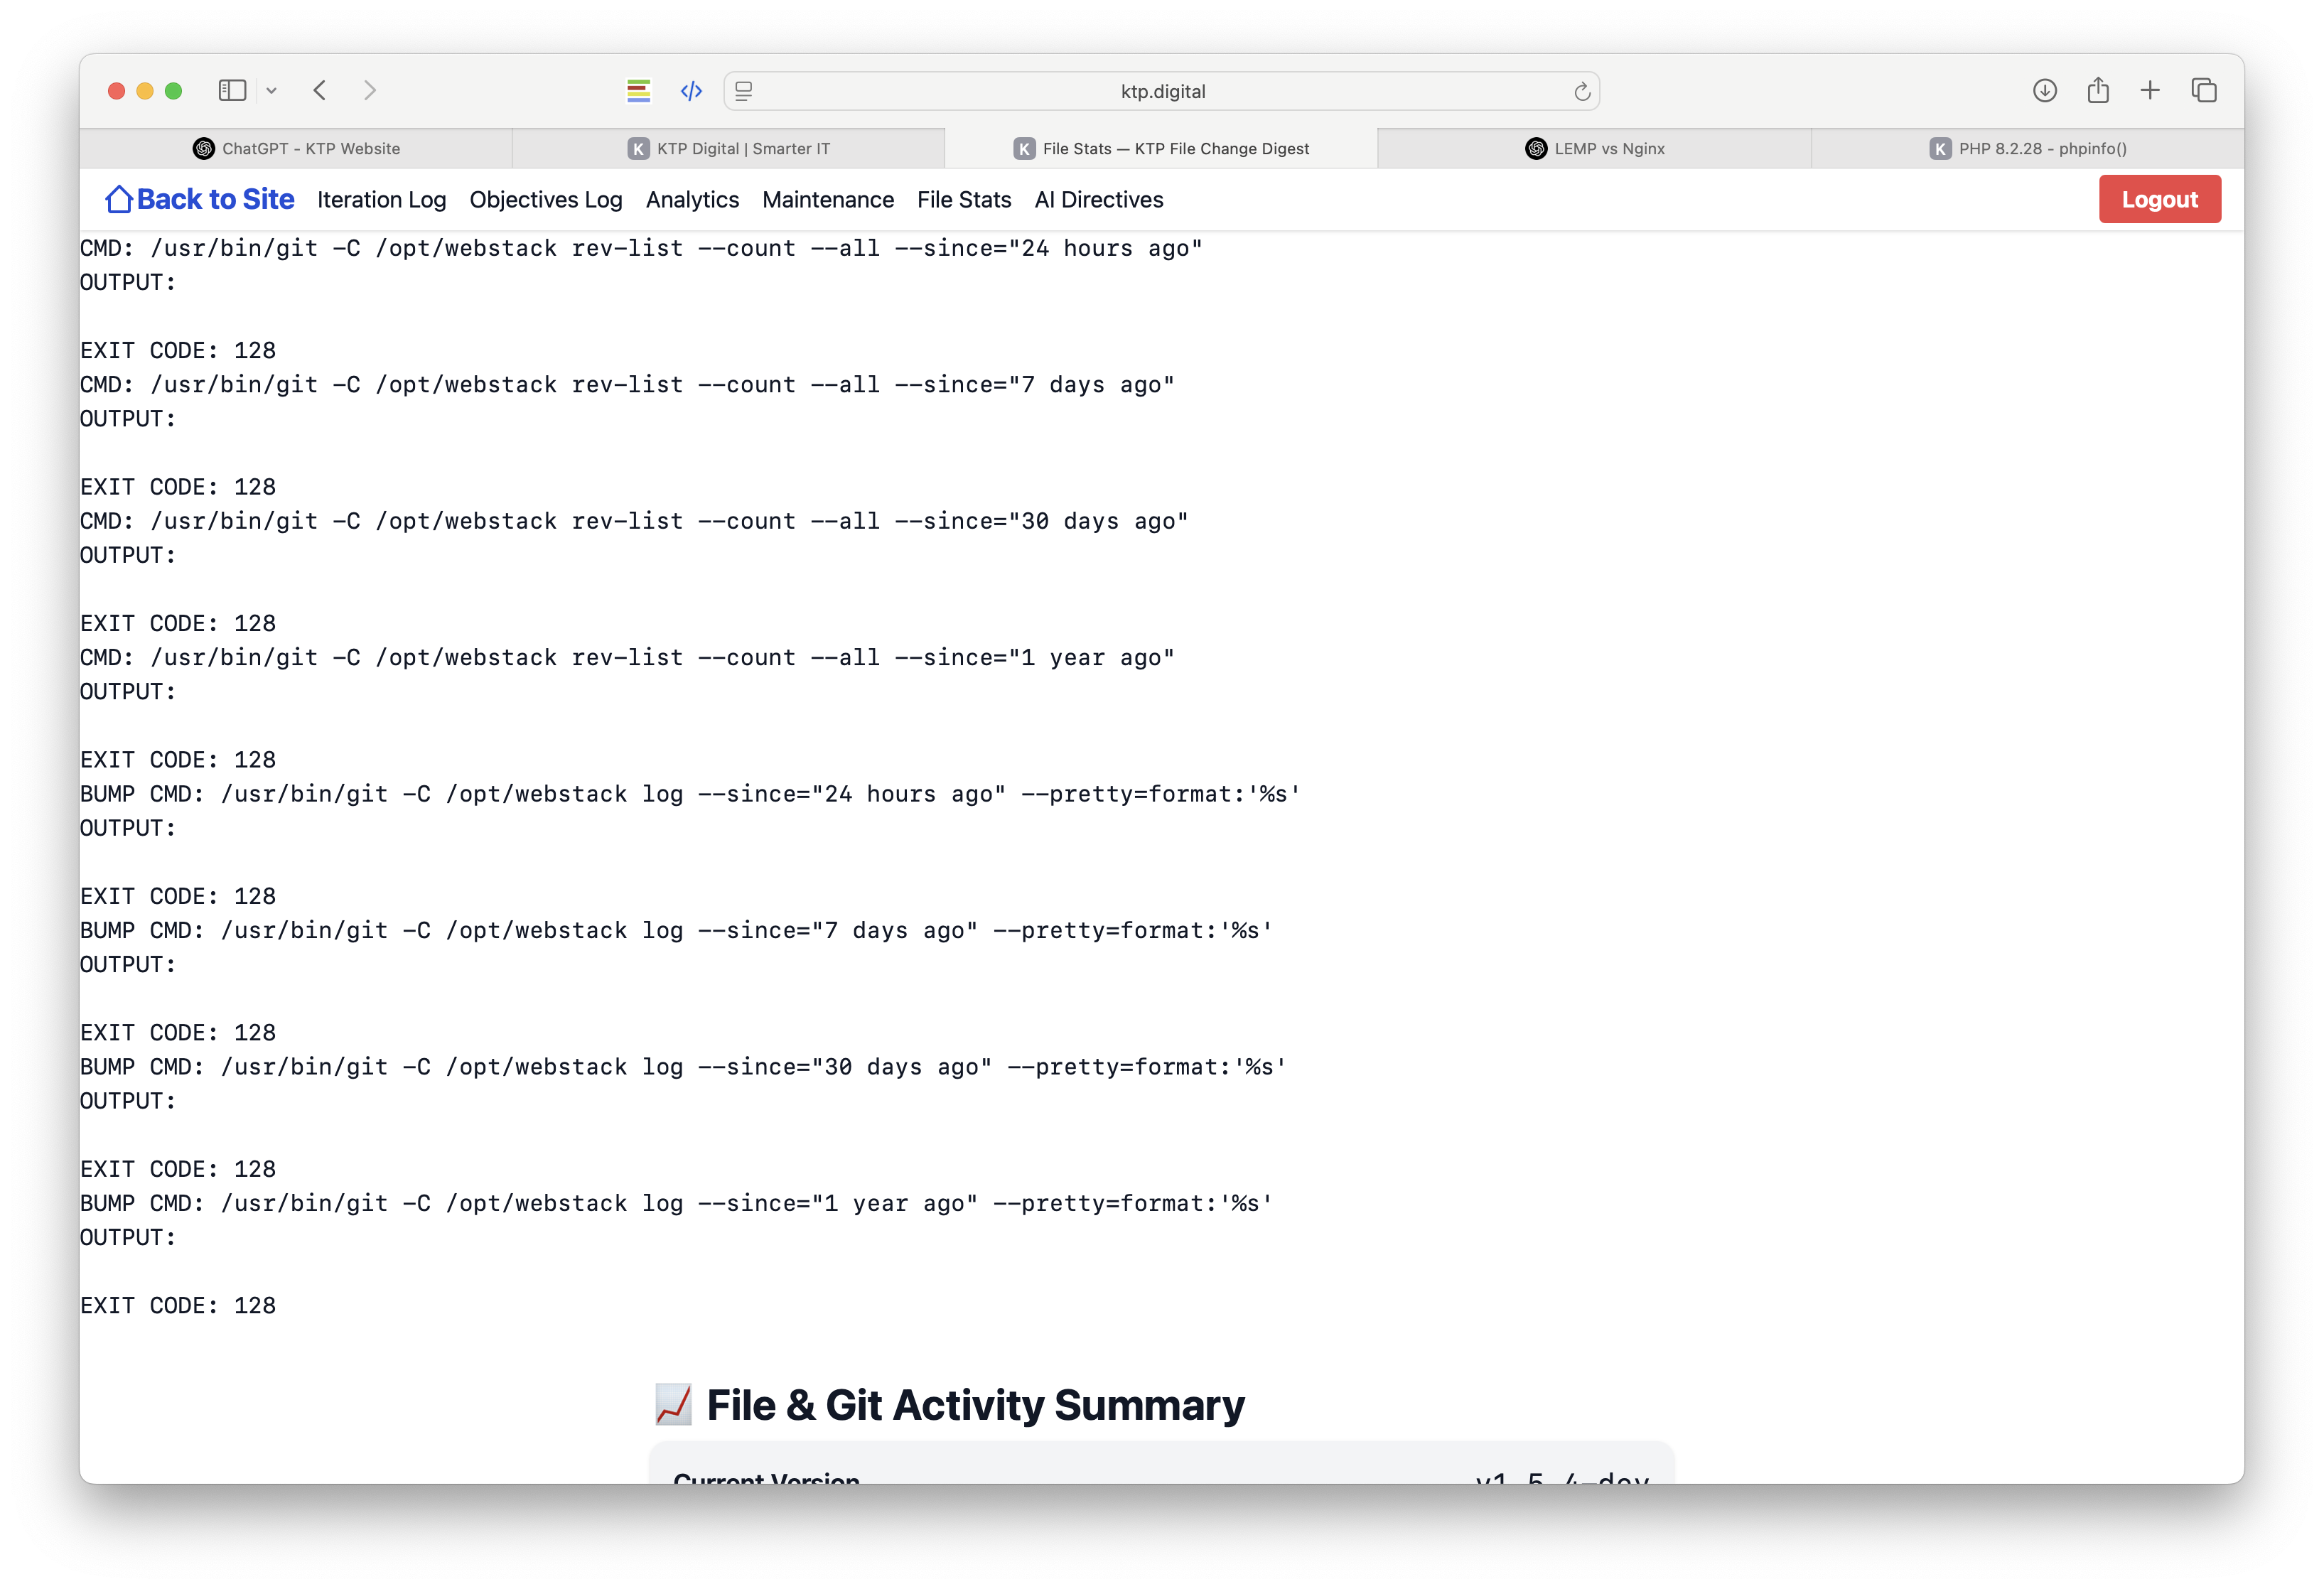 ktp.digital
ChatGPT - KTP Website
K KTP Digital | Smarter IT
K File Stats — KTP File Change Digest
LEMP vs Nginx
K PHP 8.2.28 - phpinfo()
Back to Site Iteration Log Objectives Log Analytics Maintenance File Stats AI Directives Logout
CMD: /usr/bin/git -C /opt/webstack rev-list --count --all --since="24 hours ago"
OUTPUT:
EXIT CODE: 128
CMD: /usr/bin/git -C /opt/webstack rev-list --count --all --since="7 days ago"
OUTPUT:
EXIT CODE: 128
CMD: /usr/bin/git -C /opt/webstack rev-list --count --all --since="30 days ago"
OUTPUT:
EXIT CODE: 128
CMD: /usr/bin/git -C /opt/webstack rev-list --count --all --since="1 year ago"
OUTPUT:
EXIT CODE: 128
BUMP CMD: /usr/bin/git -C /opt/webstack log --since="24 hours ago" --pretty=format:'%s'
OUTPUT:
EXIT CODE: 128
BUMP CMD: /usr/bin/git -C /opt/webstack log --since="7 days ago" --pretty=format:'%s'
OUTPUT:
EXIT CODE: 128
BUMP CMD: /usr/bin/git -C /opt/webstack log --since="30 days ago" --pretty=format:'%s'
OUTPUT:
EXIT CODE: 128
BUMP CMD: /usr/bin/git -C /opt/webstack log --since="1 year ago" --pretty=format:'%s'
OUTPUT:
EXIT CODE: 128
File & Git Activity Summary
Current Version v1.5.4-dev